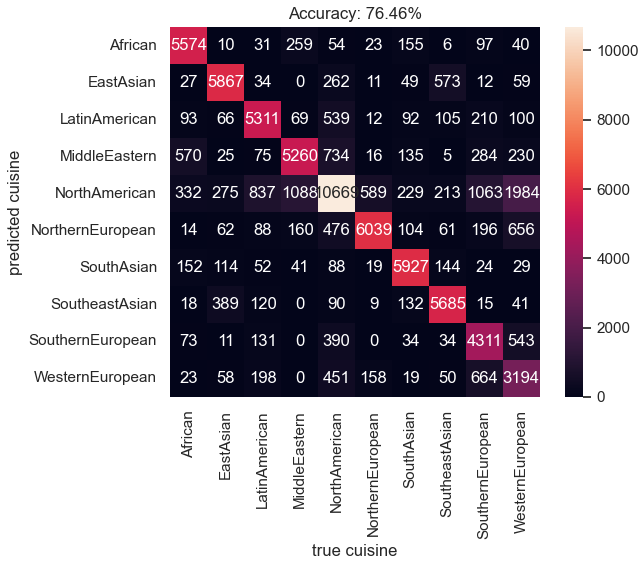 Accuracy: 76.46%
African 5574 10 31 259 54 23 155 6 97 40
EastAsian 27 5867 34 0 262 11 49 573 12 59
LatinAmerican 93 66 5311 69 539 12 92 105 210 100
MiddleEastern 570 25 75 5260 734 16 135 5 284 230
NorthAmerican 332 275 837 1088 10669 589 229 213 1063 1984
NorthernEuropean 14 62 88 160 476 6039 104 61 196 656
SouthAsian 152 114 52 41 88 19 5927 144 24 29
SoutheastAsian 18 389 120 0 90 9 132 5685 15 41
SouthernEuropean 73 11 131 0 390 0 34 34 4311 543
WesternEuropean 23 58 198 0 451 158 19 50 664 3194
predicted cuisine
African
EastAsian
LatinAmerican
MiddleEastern
NorthAmerican
NorthernEuropean
SouthAsian
SoutheastAsian
SouthernEuropean
WesternEuropean
true cuisine
10000
8000
6000
4000
2000
0